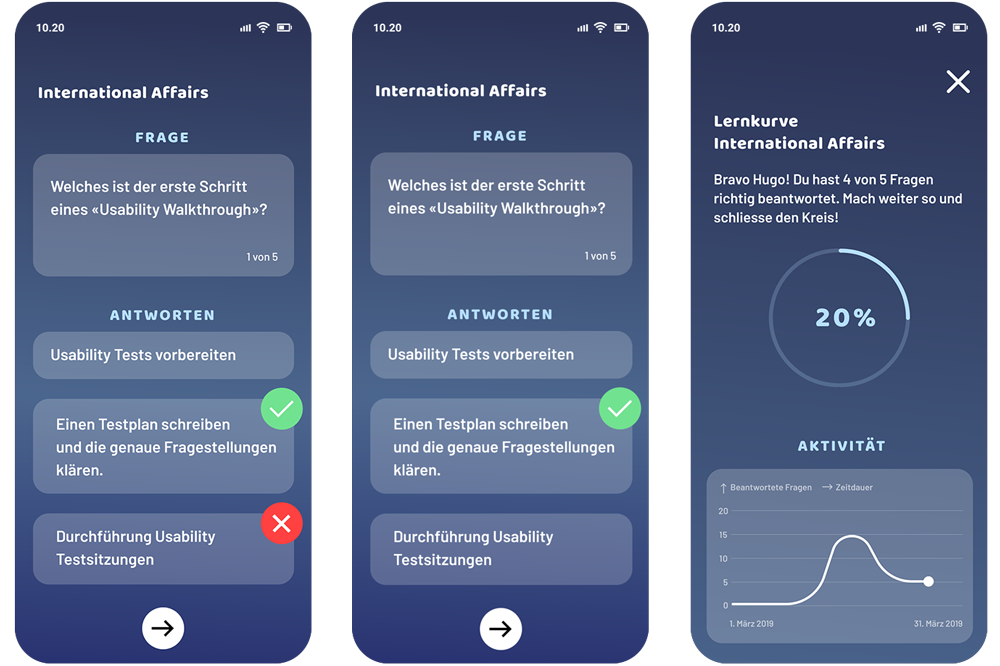 10.20
International Affairs
FRAGE
Welches ist der erste Schritt
eines «Usability Walkthrough»?
1 von 5
ANTWORTEN
Usability Tests vorbereiten
Einen Testplan schreiben
und die genaue Fragestellungen
klären.
Durchführung Usability
Testsitzungen
10.20
International Affairs
FRAGE
Welches ist der erste Schritt
eines «Usability Walkthrough»?
1 von 5
ANTWORTEN
Usability Tests vorbereiten
Einen Testplan schreiben
und die genaue Fragestellungen
klären.
Durchführung Usability
Testsitzungen
10.20
Lernkurve
International Affairs
Bravo Hugo! Du hast 4 von 5 Fragen
richtig beantwortet. Mach weiter so und
schliesse den Kreis!
20%
AKTIVITÄT
Beantwortete Fragen Zeitdauer
20
15
10
5
0
1. März 2019 31. März 2019